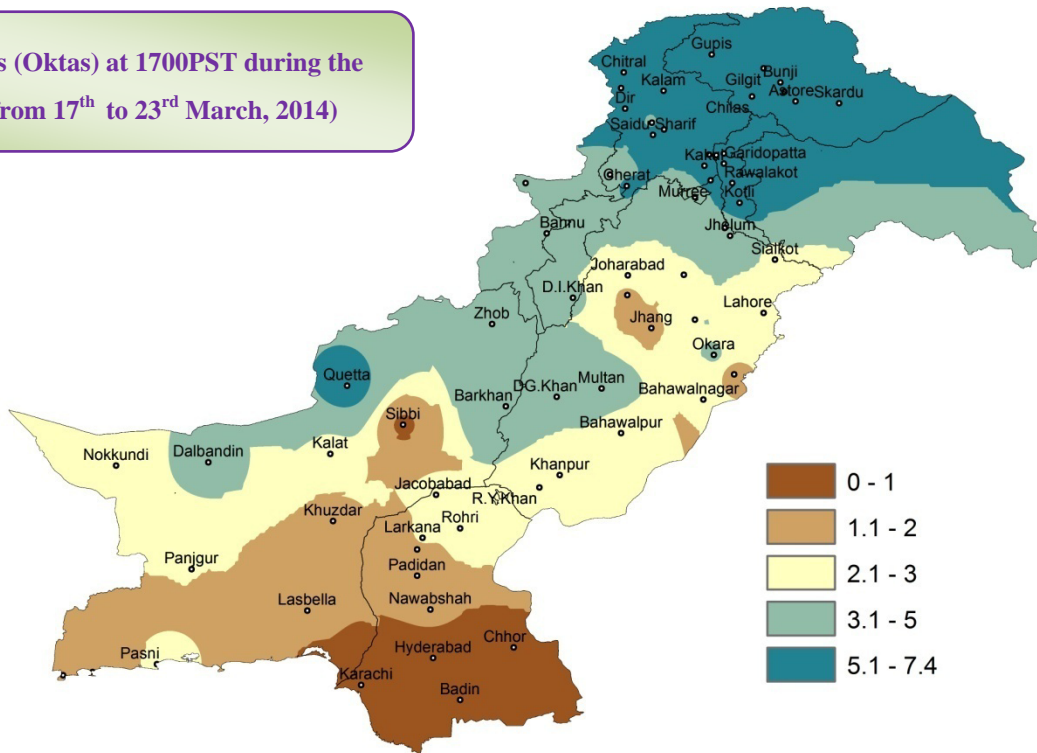 s (Oktas) at 1700PST during the
rom 17th to 23rd March, 2014)
Gupis
Chitral
Bunji
Kalam
Gilgit
Astore
Skardu
Dir
Chilas
Saidu Sharif
Garidopatta
Cherat
Rawalakot
Murree
Kotli
Bannu
Jhelum
Sialkot
Joharabad
D.I.Khan
Lahore
Zhob
Jhang
Okara
Quetta
DG.Khan
Multan
Barkhan
Bahawalnagar
Sibbi
Bahawalpur
Kalat
Nokkundi
Dalbandin
Khanpur
Jacobabad
R.Y.Khan
Khuzdar
Rohri
Larkana
Panjgur
Padidan
Lasbella
Nawabshah
Chhor
Pasni
Hyderabad
Karachi
Badin
0 - 1
1.1 - 2
2.1 - 3
3.1 - 5
5.1 - 7.4